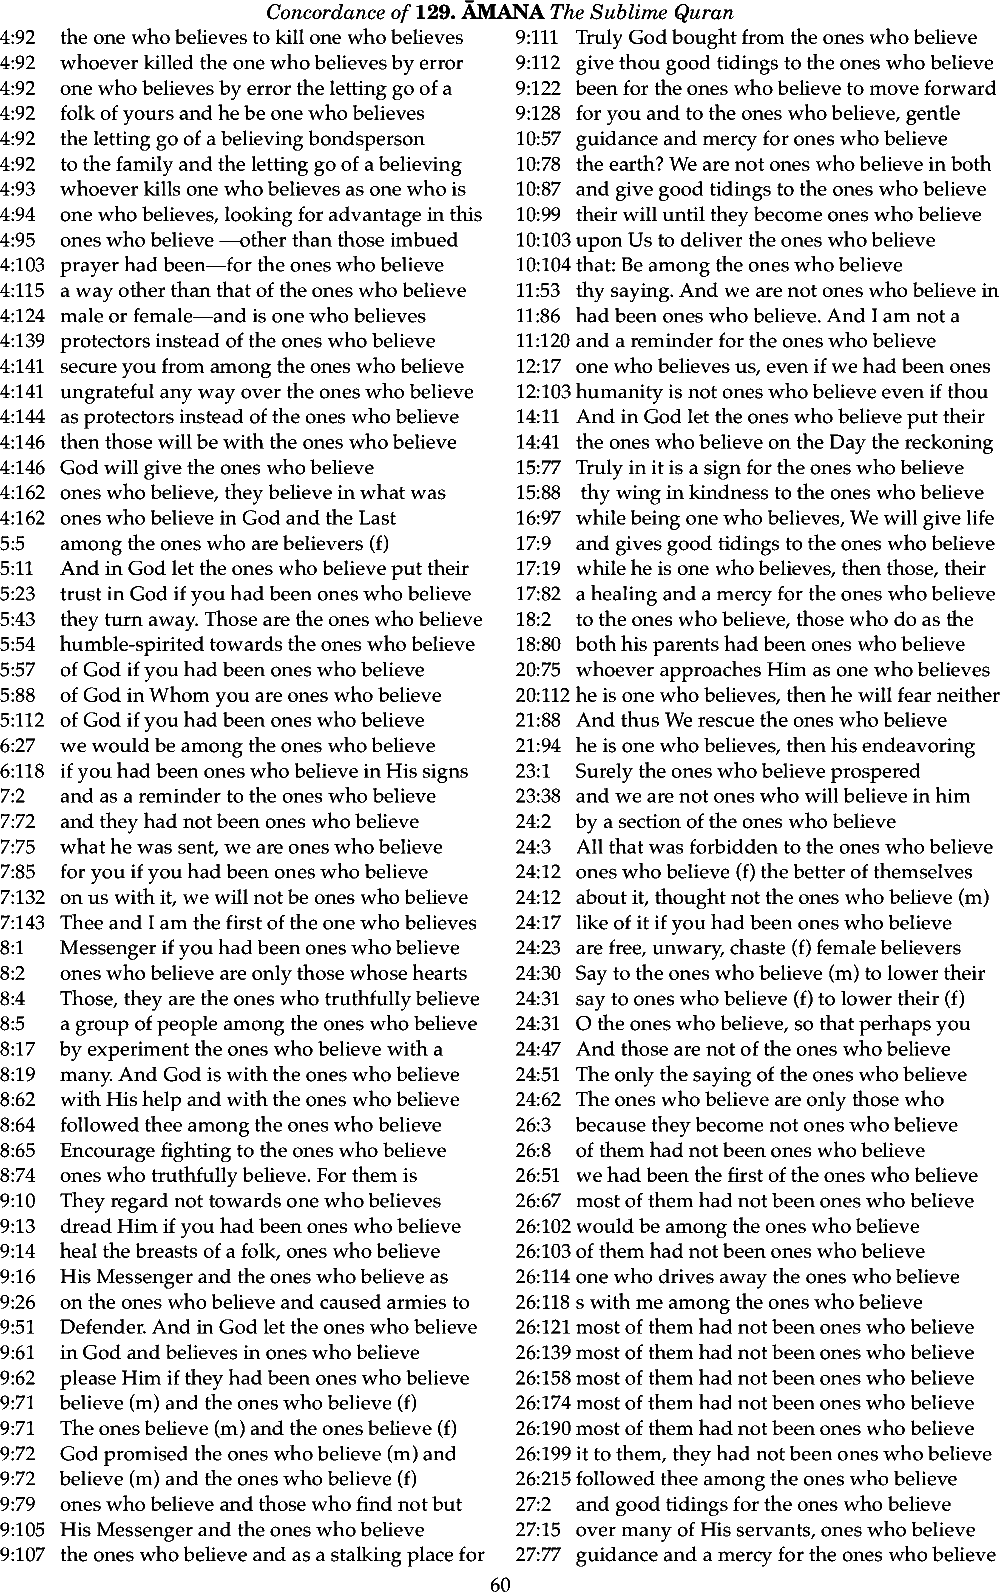 Concordance of 129. ĀMANA The Sublime Quran
4:92 the one who believes to kill one who believes
4:92 whoever killed the one who believes by error
4:92 one who believes by error the letting go of a
4:92 folk of yours and he be one who believes
4:92 the letting go of a believing bondsperson
4:92 to the family and the letting go of a believing
4:93 whoever kills one who believes as one who is
4:94 one who believes, looking for advantage in this
4:95 ones who believe —other than those imbued
4:103 prayer had been—for the ones who believe
4:115 a way other than that of the ones who believe
4:124 male or female—and is one who believes
4:139 protectors instead of the ones who believe
4:141 secure you from among the ones who believe
4:141 ungrateful any way over the ones who believe
4:144 as protectors instead of the ones who believe
4:146 then those will be with the ones who believe
4:146 God will give the ones who believe
4:162 ones who believe, they believe in what was
4:162 ones who believe in God and the Last
5:5 among the ones who are believers (f)
5:11 And in God let the ones who believe put their
5:23 trust in God if you had been ones who believe
5:43 they turn away. Those are the ones who believe
5:54 humble-spirited towards the ones who believe
5:57 of God if you had been ones who believe
5:88 of God in Whom you are ones who believe
5:112 of God if you had been ones who believe
6:27 we would be among the ones who believe
6:118 if you had been ones who believe in His signs
7:2 and as a reminder to the ones who believe
7:72 and they had not been ones who believe
7:75 what he was sent, we are ones who believe
7:85 for you if you had been ones who believe
7:132 on us with it, we will not be ones who believe
7:143 Thee and I am the first of the one who believes
8:1 Messenger if you had been ones who believe
8:2 ones who believe are only those whose hearts
8:4 Those, they are the ones who truthfully believe
8:5 a group of people among the ones who believe
8:17 by experiment the ones who believe with a
8:19 many. And God is with the ones who believe
8:62 with His help and with the ones who believe
8:64 followed thee among the ones who believe
8:65 Encourage fighting to the ones who believe
8:74 ones who truthfully believe. For them is
9:10 They regard not towards one who believes
9:13 dread Him if you had been ones who believe
9:14 heal the breasts of a folk, ones who believe
9:16 His Messenger and the ones who believe as
9:26 on the ones who believe and caused armies to
9:51 Defender. And in God let the ones who believe
9:61 in God and believes in ones who believe
9:62 please Him if they had been ones who believe
9:71 believe (m) and the ones who believe (f)
9:71 The ones believe (m) and the ones believe (f)
9:72 God promised the ones who believe (m) and
9:72 believe (m) and the ones who believe (f)
9:79 ones who believe and those who find not but
9:105 His Messenger and the ones who believe
9:107 the ones who believe and as a stalking place for
9:111 Truly God bought from the ones who believe
9:112 give thou good tidings to the ones who believe
9:122 been for the ones who believe to move forward
9:128 for you and to the ones who believe, gentle
10:57 guidance and mercy for ones who believe
10:78 the earth? We are not ones who believe in both
10:87 and give good tidings to the ones who believe
10:99 their will until they become ones who believe
10:103 upon Us to deliver the ones who believe
10:104 that: Be among the ones who believe
11:53 thy saying. And we are not ones who believe in
11:86 had been ones who believe. And I am not a
11:120 and a reminder for the ones who believe
12:17 one who believes us, even if we had been ones
12:103 humanity is not ones who believe even if thou
14:11 And in God let the ones who believe put their
14:41 the ones who believe on the Day the reckoning
15:77 Truly in it is a sign for the ones who believe
15:88 thy wing in kindness to the ones who believe
16:97 while being one who believes, We will give life
17:9 and gives good tidings to the ones who believe
17:19 while he is one who believes, then those, their
17:82 a healing and a mercy for the ones who believe
18:2 to the ones who believe, those who do as the
18:80 both his parents had been ones who believe
20:75 whoever approaches Him as one who believes
20:112 he is one who believes, then he will fear neither
21:88 And thus We rescue the ones who believe
21:94 he is one who believes, then his endeavoring
23:1 Surely the ones who believe prospered
23:38 and we are not ones who will believe in him
24:2 by a section of the ones who believe
24:3 All that was forbidden to the ones who believe
24:12 ones who believe (f) the better of themselves
24:12 about it, thought not the ones who believe (m)
24:17 like of it if you had been ones who believe
24:23 are free, unwary, chaste (f) female believers
24:30 Say to the ones who believe (m) to lower their
24:31 say to ones who believe (f) to lower their (f)
24:31 O the ones who believe, so that perhaps you
24:47 And those are not of the ones who believe
24:51 The only the saying of the ones who believe
24:62 The ones who believe are only those who
26:3 because they become not ones who believe
26:8 of them had not been ones who believe
26:51 we had been the first of the ones who believe
26:67 most of them had not been ones who believe
26:102 would be among the ones who believe
26:103 of them had not been ones who believe
26:114 one who drives away the ones who believe
26:118 s with me among the ones who believe
26:121 most of them had not been ones who believe
26:139 most of them had not been ones who believe
26:158 most of them had not been ones who believe
26:174 most of them had not been ones who believe
26:190 most of them had not been ones who believe
26:199 it to them, they had not been ones who believe
26:215 followed thee among the ones who believe
27:2 and good tidings for the ones who believe
27:15 over many of His servants, ones who believe
27:77 guidance and a mercy for the ones who believe
60